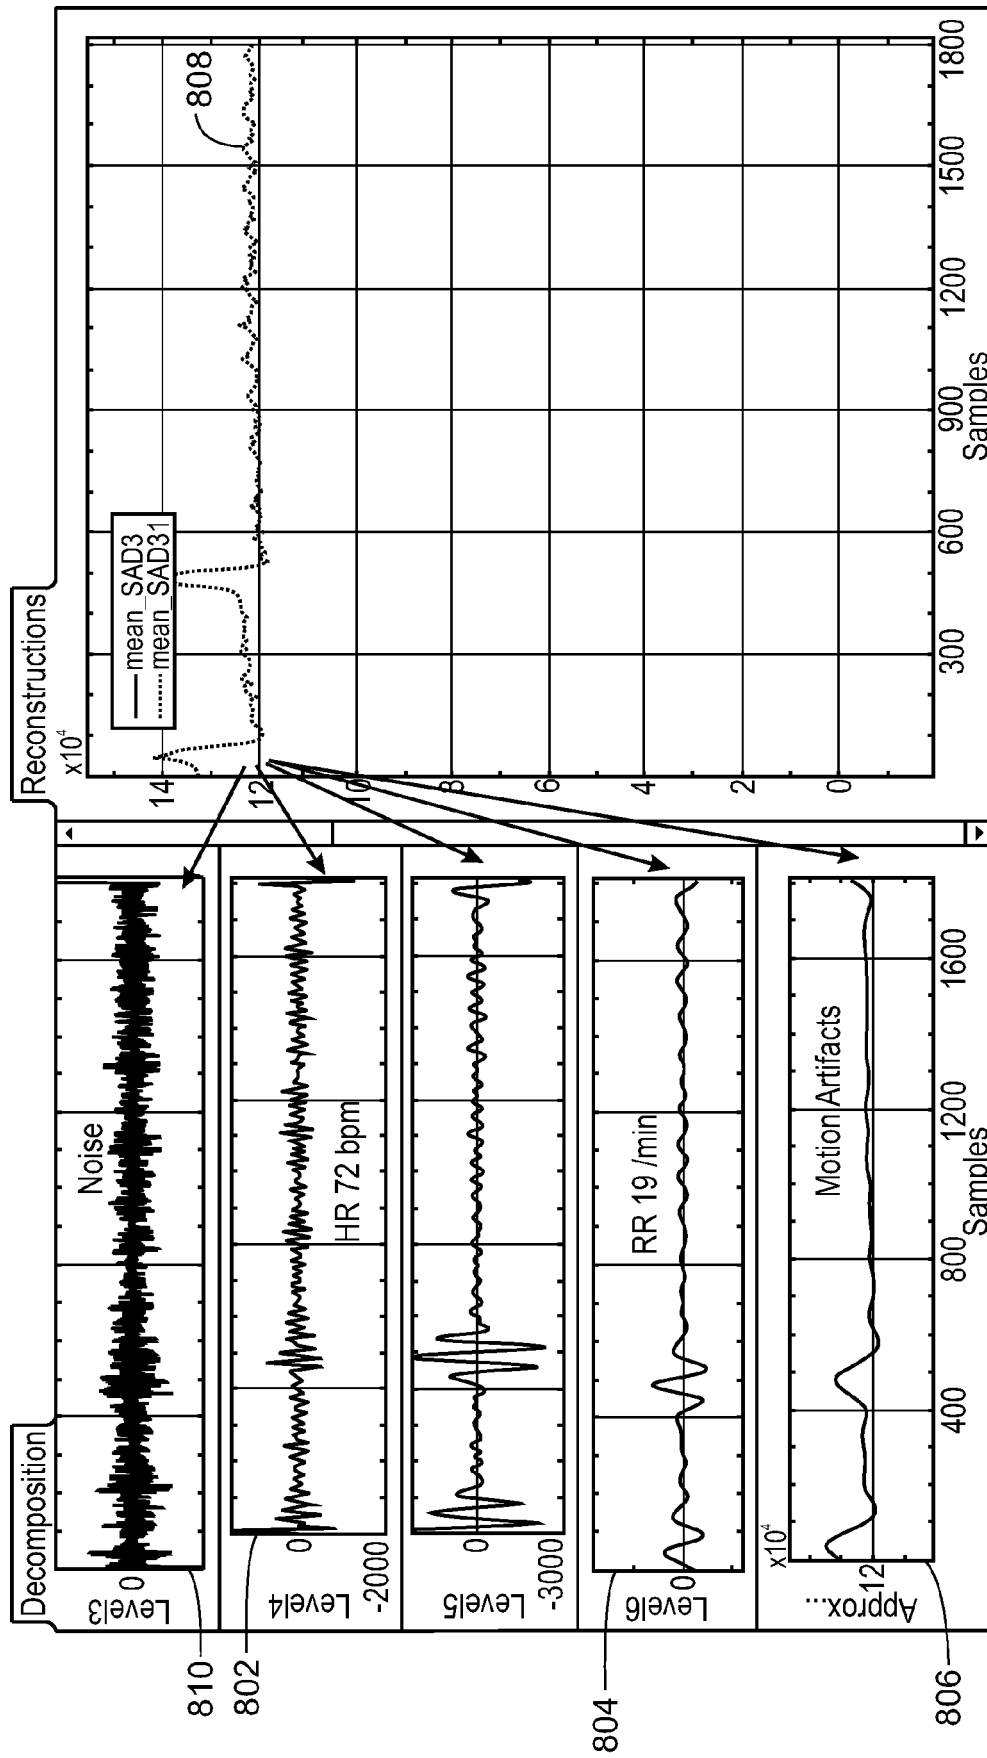 Decomposition
Reconstructions
Noise
0
Level3
810
HR 72 bpm
0
-2000
Level4
802
0
-3000
Level5
RR 19 /min
0
Level6
804
Motion Artifacts
x10⁴
12
Approx...
806
400
800
1200
1600
Samples
x10⁴
mean_SAD3
mean_SAD31
808
14
12
10
8
6
4
2
0
300
600
900
1200
1500
1800
Samples